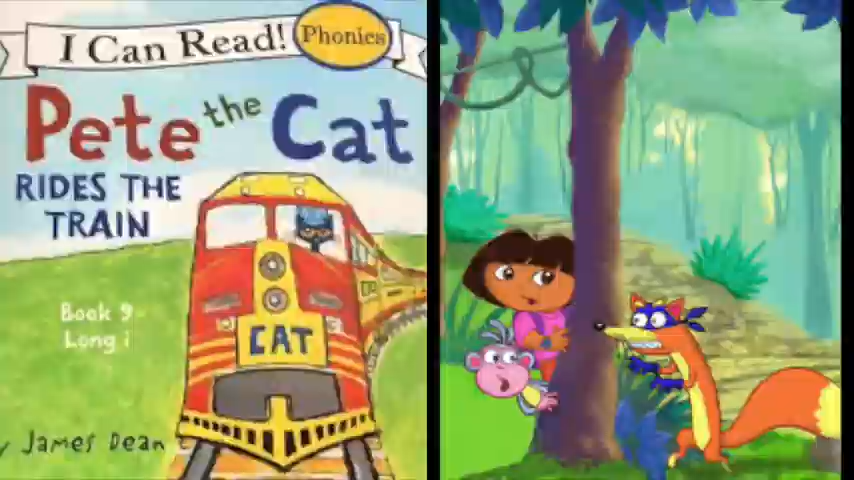 I Can Read!
Phonics
Pete the Cat
RIDES THE
TRAIN
Book 9
Long i
CAT
James Dean